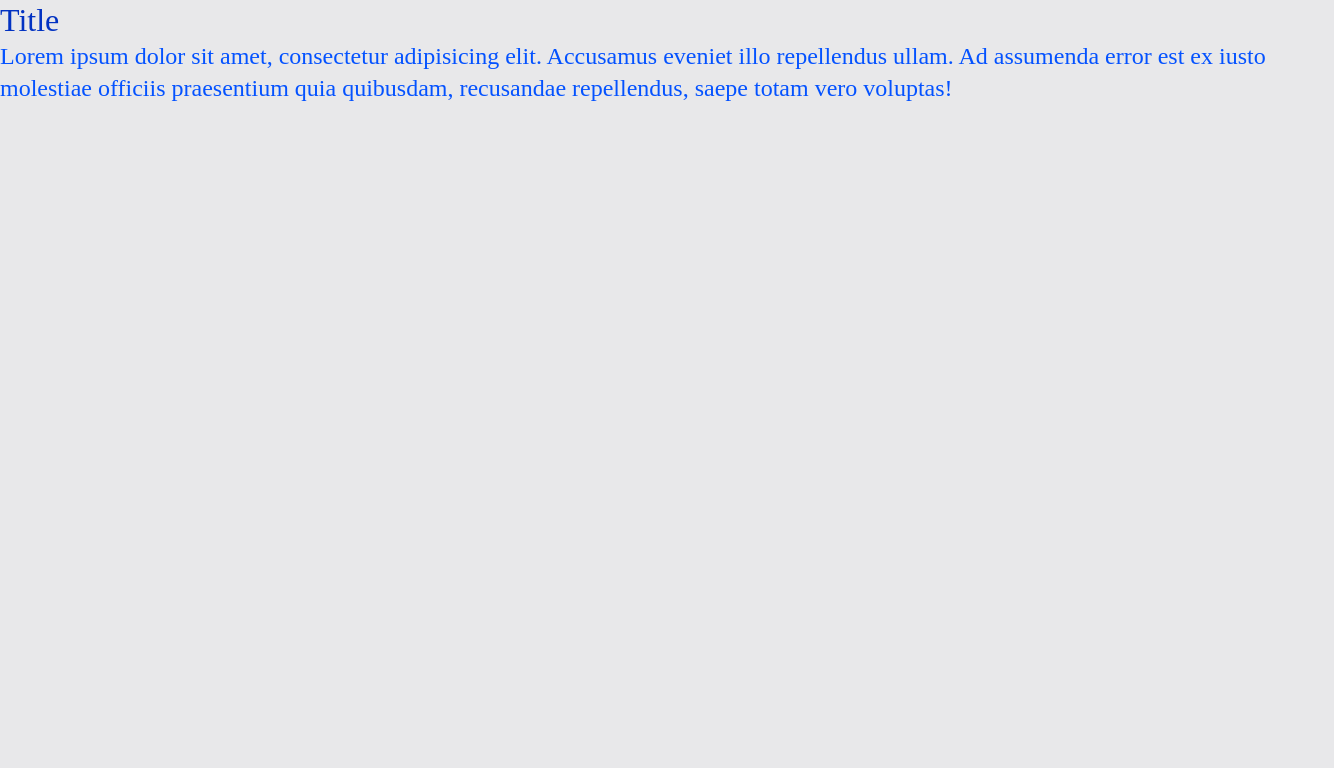 Title
Lorem ipsum dolor sit amet, consectetur adipisicing elit. Accusamus eveniet illo repellendus ullam. Ad assumenda error est ex iusto
molestiae officiis praesentium quia quibusdam, recusandae repellendus, saepe totam vero voluptas!